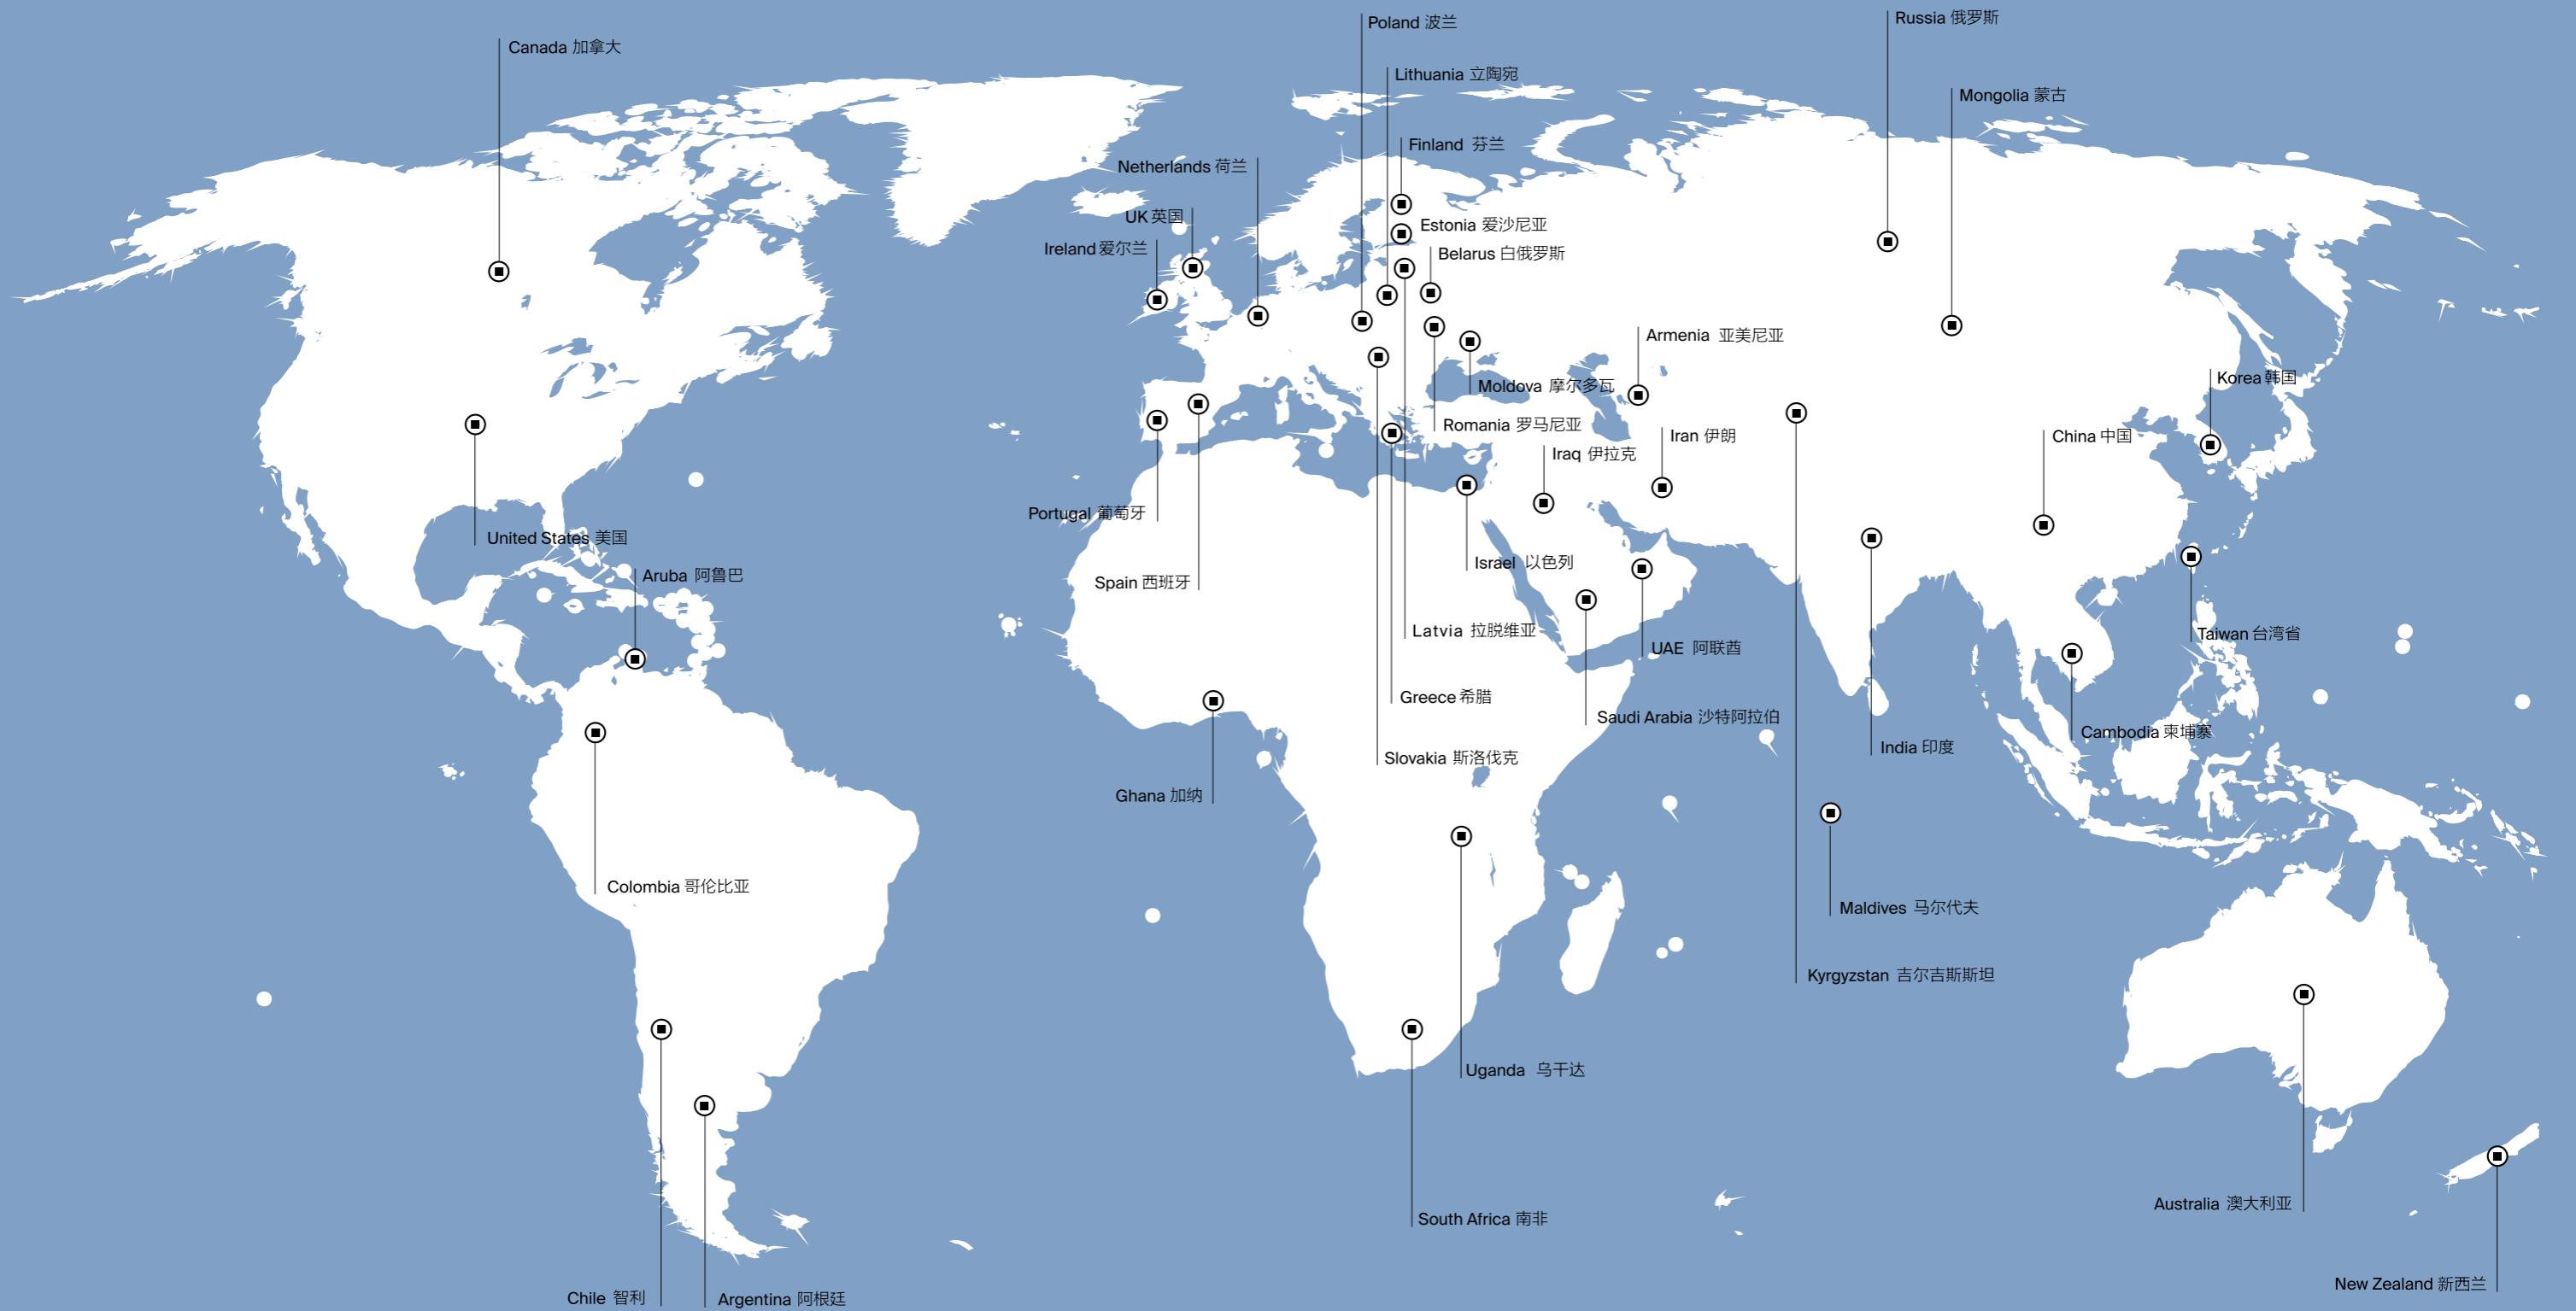 Russia 俄罗斯
Poland 波兰
Canada 加拿大
Lithuania 立陶宛
Mongolia 蒙古
Finland 芬兰
Netherlands 荷兰
UK 英国
Estonia 爱沙尼亚
Ireland 爱尔兰
Belarus 白俄罗斯
Armenia 亚美尼亚
Korea 韩国
Moldova 摩尔多瓦
Romania 罗马尼亚
Iran 伊朗
China 中国
Iraq 伊拉克
Portugal 葡萄牙
United States 美国
Israel 以色列
Aruba 阿鲁巴
Spain 西班牙
Latvia 拉脱维亚
Taiwan 台湾省
UAE 阿联酋
Greece 希腊
Saudi Arabia 沙特阿拉伯
Cambodia 柬埔寨
India 印度
Slovakia 斯洛伐克
Ghana 加纳
Colombia 哥伦比亚
Maldives 马尔代夫
Kyrgyzstan 吉尔吉斯斯坦
Uganda 乌干达
Australia 澳大利亚
South Africa 南非
New Zealand 新西兰
Chile 智利
Argentina 阿根廷